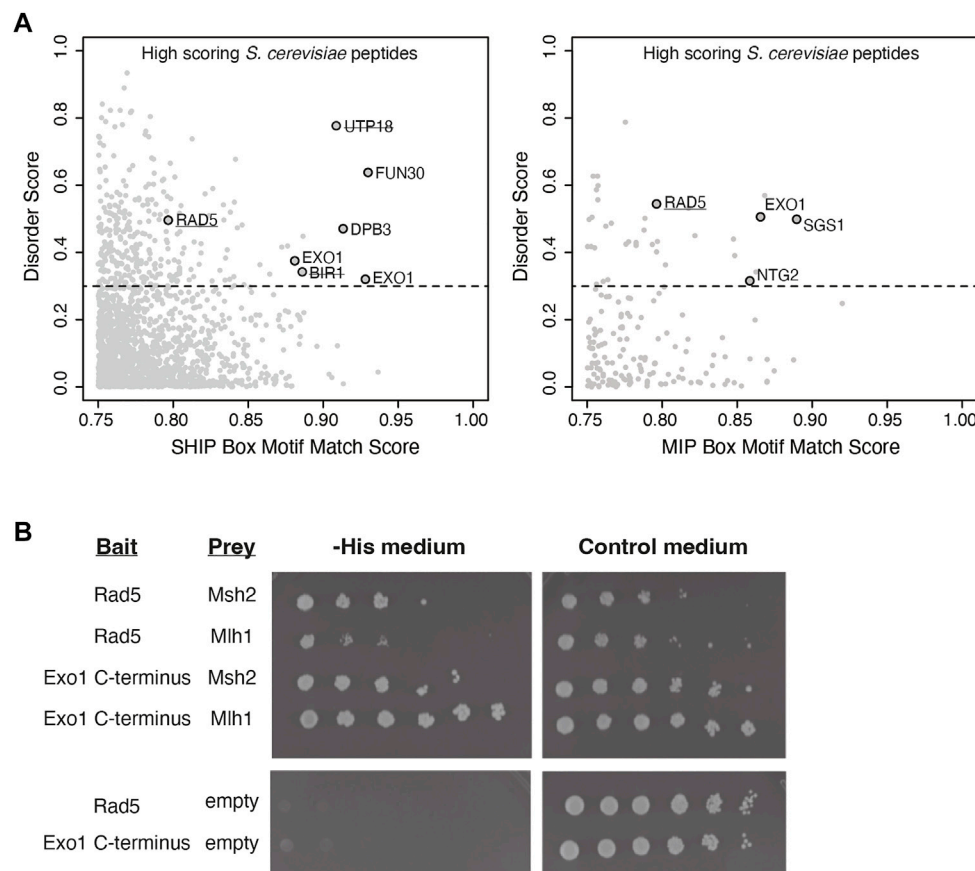 A
High scoring S. cerevisiae peptides
Disorder Score
1.0
0.8
0.6
0.4
0.2
0.0
UTP18
FUN30
RAD5
DPB3
EXO1
BIR1
EXO1
0.75 0.80 0.85 0.90 0.95 1.00
SHIP Box Motif Match Score
High scoring S. cerevisiae peptides
Disorder Score
1.0
0.8
0.6
0.4
0.2
0.0
RAD5
EXO1
SGS1
NTG2
0.75 0.80 0.85 0.90 0.95 1.00
MIP Box Motif Match Score
B
Bait Prey -His medium Control medium
Rad5 Msh2
Rad5 Mlh1
Exo1 C-terminus Msh2
Exo1 C-terminus Mlh1
Rad5 empty
Exo1 C-terminus empty